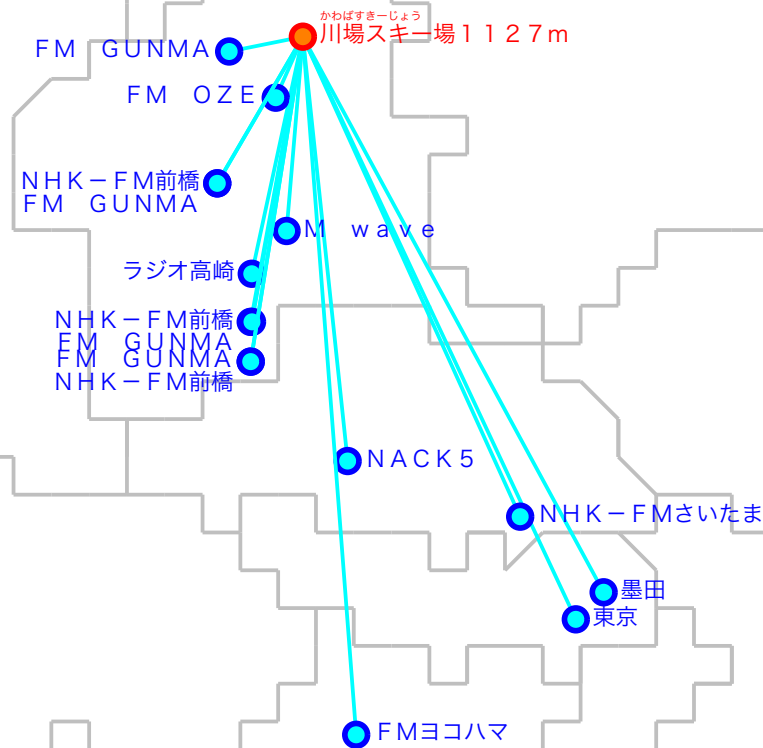 かわばすきーじょう
川場スキー場１１２７ｍ
ＦＭ　ＧＵＮＭＡ
ＦＭ　ＯＺＥ
ＮＨＫ－ＦＭ前橋
ＦＭ　ＧＵＮＭＡ
Ｍ　ｗａｖｅ
ラジオ高崎
ＮＨＫ－ＦＭ前橋
ＦＭ　ＧＵＮＭＡ
ＦＭ　ＧＵＮＭＡ
ＮＨＫ－ＦＭ前橋
ＮＡＣＫ５
ＮＨＫ－ＦＭさいたま
墨田
東京
ＦＭヨコハマ